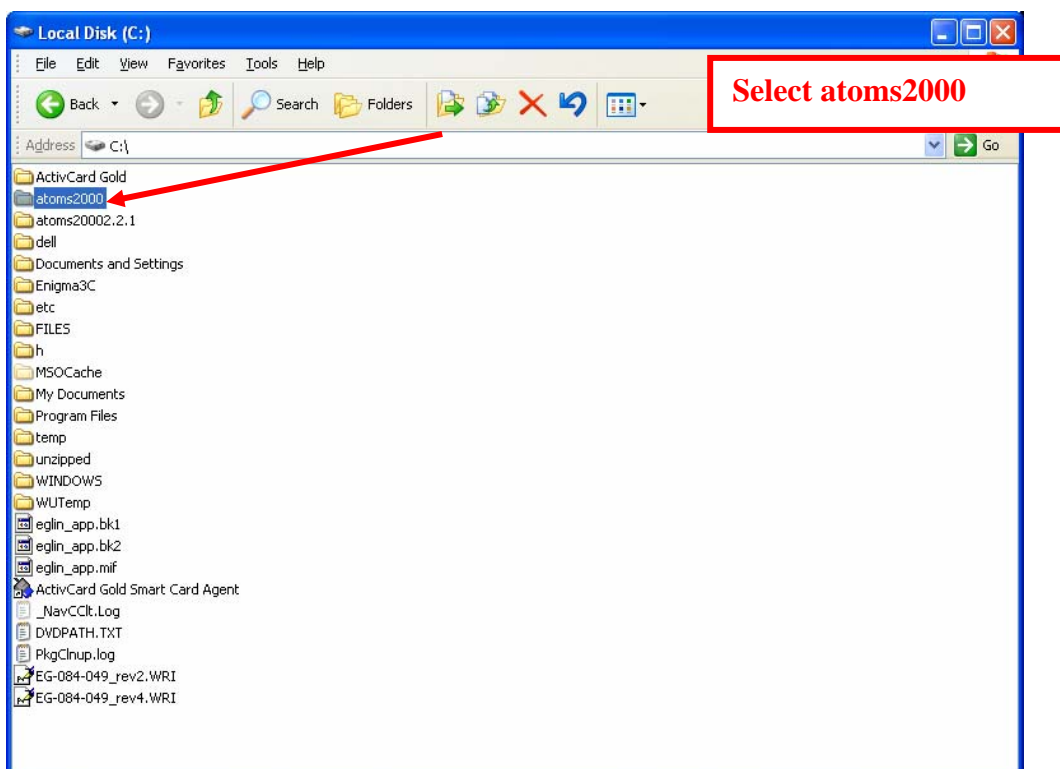 Local Disk (C:)
File Edit View Favorites Tools Help
Select atoms2000
Back Search Folders
Address C:\ Go
ActivCard Gold
atoms2000
atoms20002.2.1
dell
Documents and Settings
Enigma3C
etc
FILES
h
MSOCache
My Documents
Program Files
temp
unzipped
WINDOWS
WUTemp
eglin_app.bk1
eglin_app.bk2
eglin_app.mif
ActivCard Gold Smart Card Agent
_NavCClt.Log
DVDPATH.TXT
PkgClnup.log
EG-084-049_rev2.WRI
EG-084-049_rev4.WRI